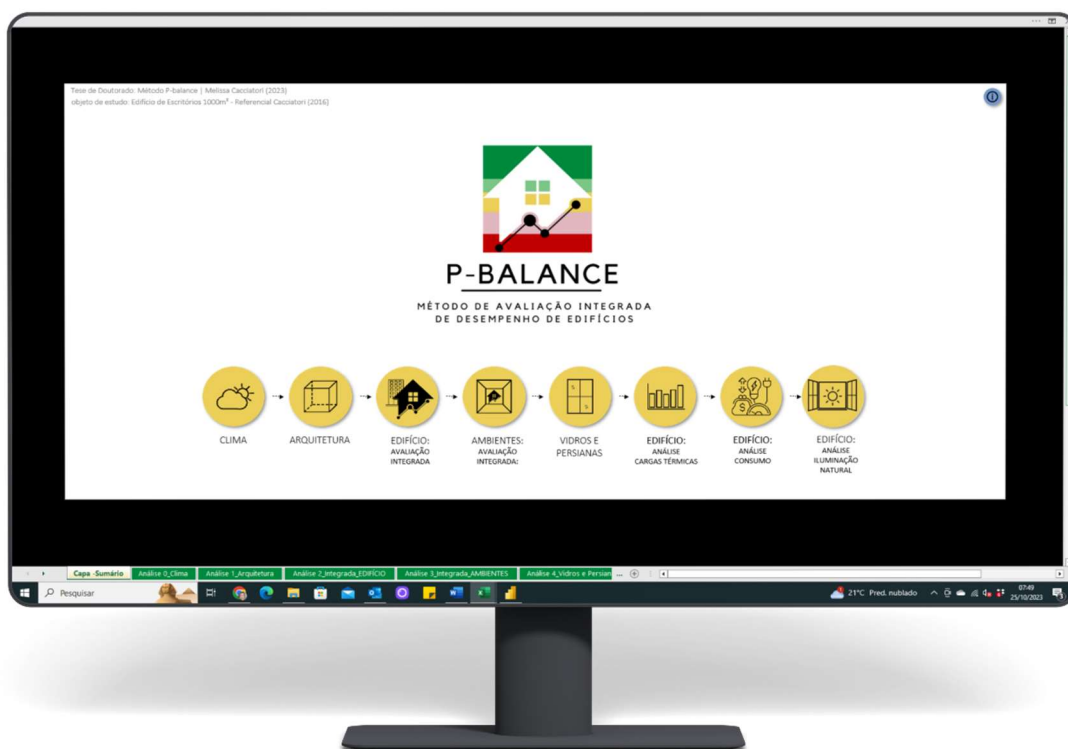 Tese de Doutorado: Método P-balance | Melissa Cacciatori (2023)
objeto de estudo: Edifício de Escritórios 1000m² - Referencial Cacciatori (2016)
P-BALANCE
MÉTODO DE AVALIAÇÃO INTEGRADA
DE DESEMPENHO DE EDIFÍCIOS
CLIMA
ARQUITETURA
EDIFÍCIO:
AVALIAÇÃO
INTEGRADA
AMBIENTES:
AVALIAÇÃO
INTEGRADA:
VIDROS E
PERSIANAS
EDIFÍCIO:
ANÁLISE
CARGAS TÉRMICAS
EDIFÍCIO:
ANÁLISE
CONSUMO
EDIFÍCIO:
ANÁLISE
ILUMINAÇÃO
NATURAL
Capa -Sumário
Análise 0_Clima
Análise 1_Arquitetura
Análise 2_Integrada_EDIFÍCIO
Análise 3_Integrada_AMBIENTES
Análise 4_Vidros e Persian ...
Pesquisar
21°C Pred. nublado
07:49
25/10/2023